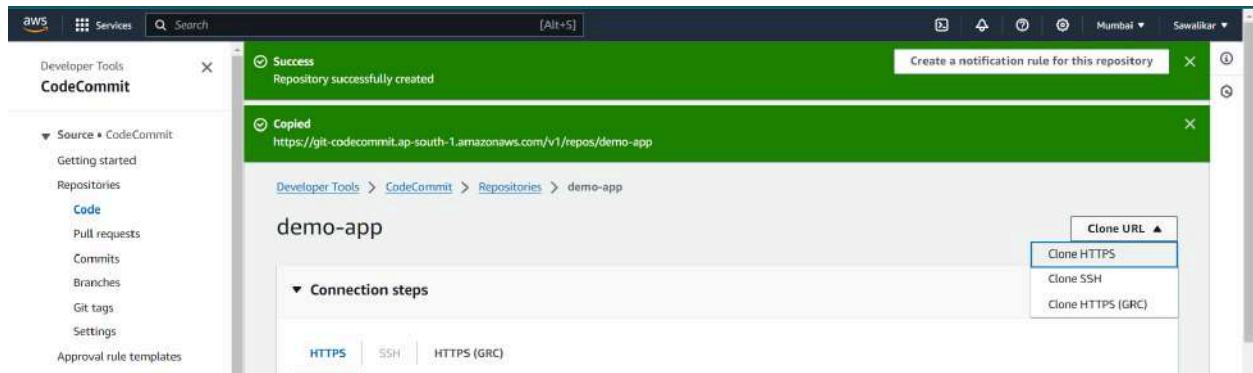 aws Services Search [Alt+S] Mumbai Sawalikar
Developer Tools
CodeCommit
Source • CodeCommit
Getting started
Repositories
Code
Pull requests
Commits
Branches
Git tags
Settings
Approval rule templates
Success
Repository successfully created
Create a notification rule for this repository
Copied
https://git-codecommit.ap-south-1.amazonaws.com/v1/repos/demo-app
Developer Tools > CodeCommit > Repositories > demo-app
demo-app
Clone URL
Clone HTTPS
Clone SSH
Clone HTTPS (GRC)
Connection steps
HTTPS SSH HTTPS (GRC)